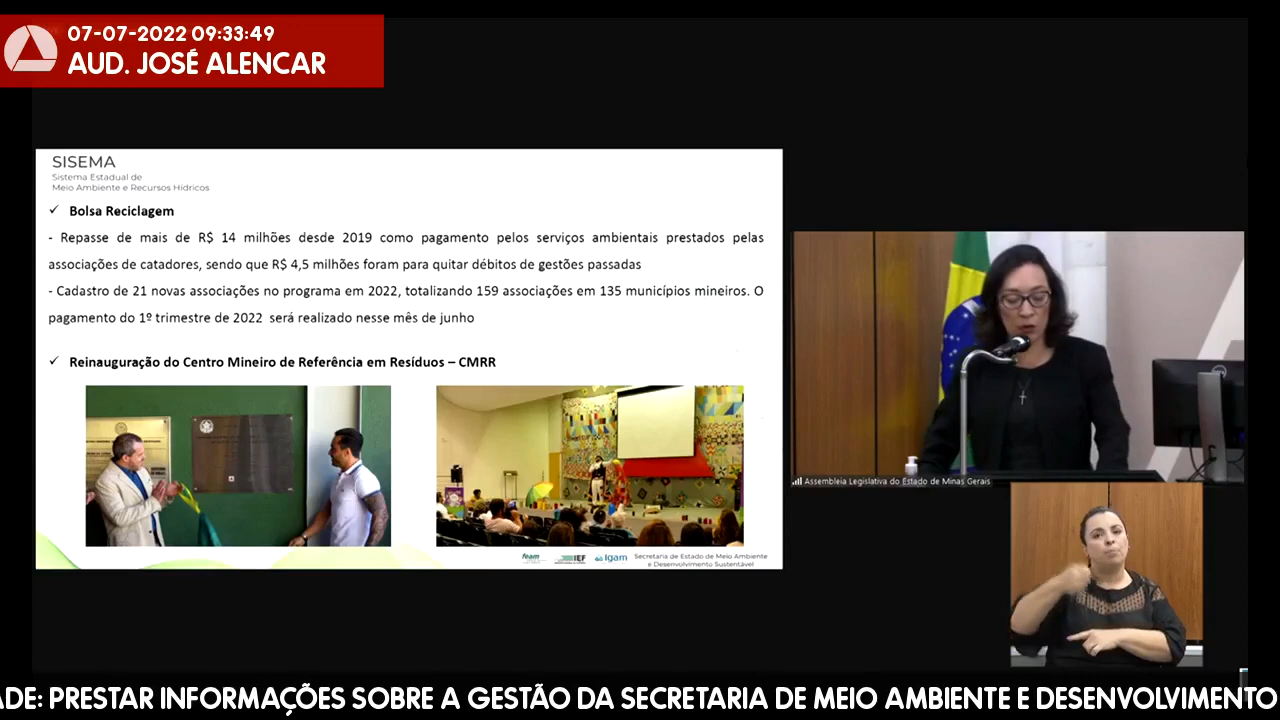 07-07-2022 09:33:49
AUD. JOSÉ ALENCAR
SISEMA
Sistema Estadual de
Meio Ambiente e Recursos Hídricos
✓ Bolsa Reciclagem
- Repasse de mais de R$ 14 milhões desde 2019 como pagamento pelos serviços ambientais prestados pelas
associações de catadores, sendo que R$ 4,5 milhões foram para quitar débitos de gestões passadas
- Cadastro de 21 novas associações no programa em 2022, totalizando 159 associações em 135 municípios mineiros. O
pagamento do 1º trimestre de 2022 será realizado nesse mês de junho
✓ Reinauguração do Centro Mineiro de Referência em Resíduos – CMRR
feam IEF Igam Secretaria de Estado de Meio Ambiente
e Desenvolvimento Sustentável
Assembleia Legislativa do Estado de Minas Gerais
ADE: PRESTAR INFORMAÇÕES SOBRE A GESTÃO DA SECRETARIA DE MEIO AMBIENTE E DESENVOLVIMENTO